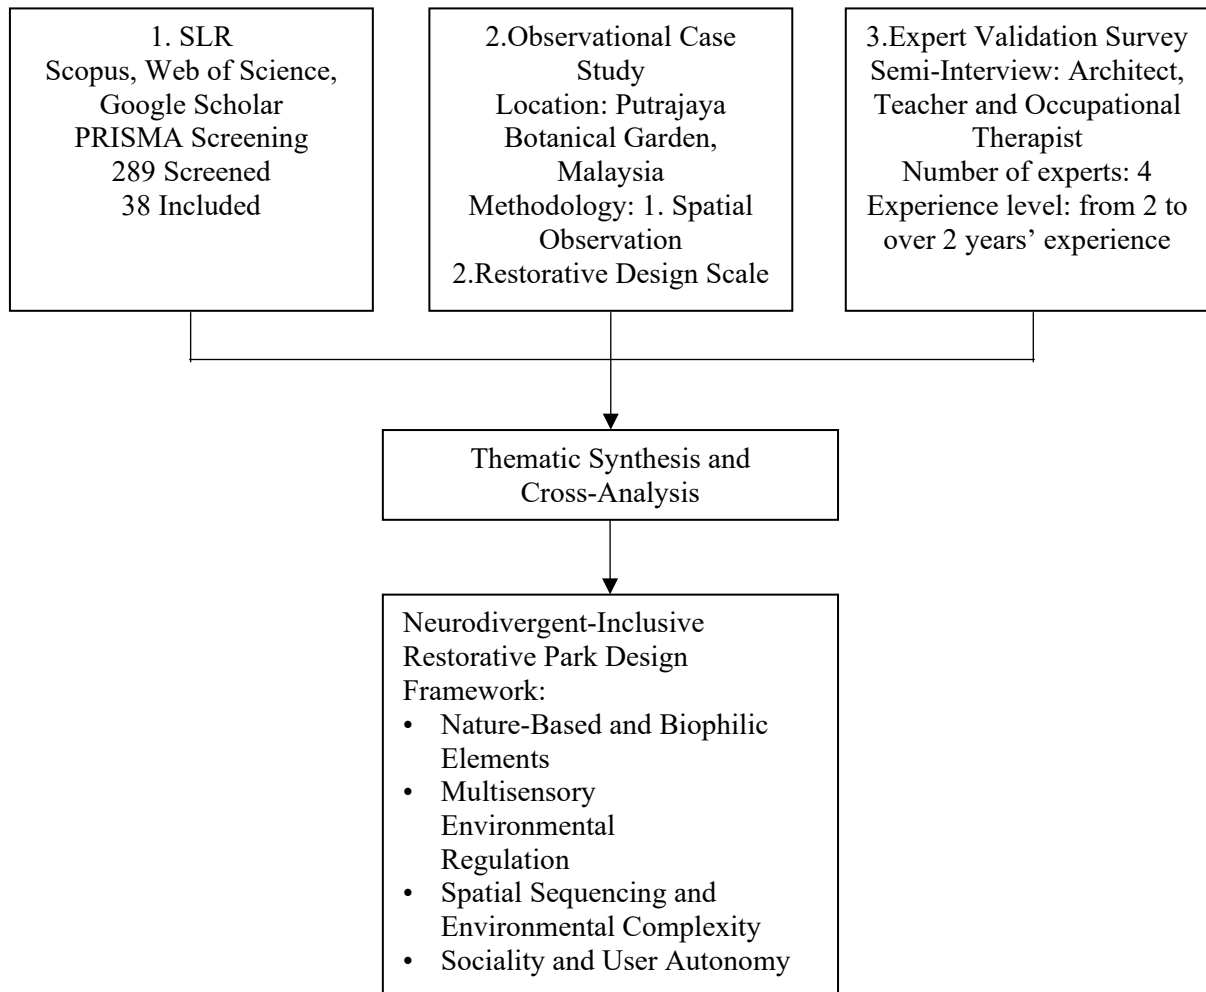 1. SLR
Scopus, Web of Science,
Google Scholar
PRISMA Screening
289 Screened
38 Included
2.Observational Case
Study
Location: Putrajaya
Botanical Garden,
Malaysia
Methodology: 1. Spatial
Observation
2.Restorative Design Scale
3.Expert Validation Survey
Semi-Interview: Architect,
Teacher and Occupational
Therapist
Number of experts: 4
Experience level: from 2 to
over 2 years’ experience
Thematic Synthesis and
Cross-Analysis
Neurodivergent-Inclusive
Restorative Park Design
Framework:
• Nature-Based and Biophilic
Elements
• Multisensory
Environmental
Regulation
• Spatial Sequencing and
Environmental Complexity
• Sociality and User Autonomy